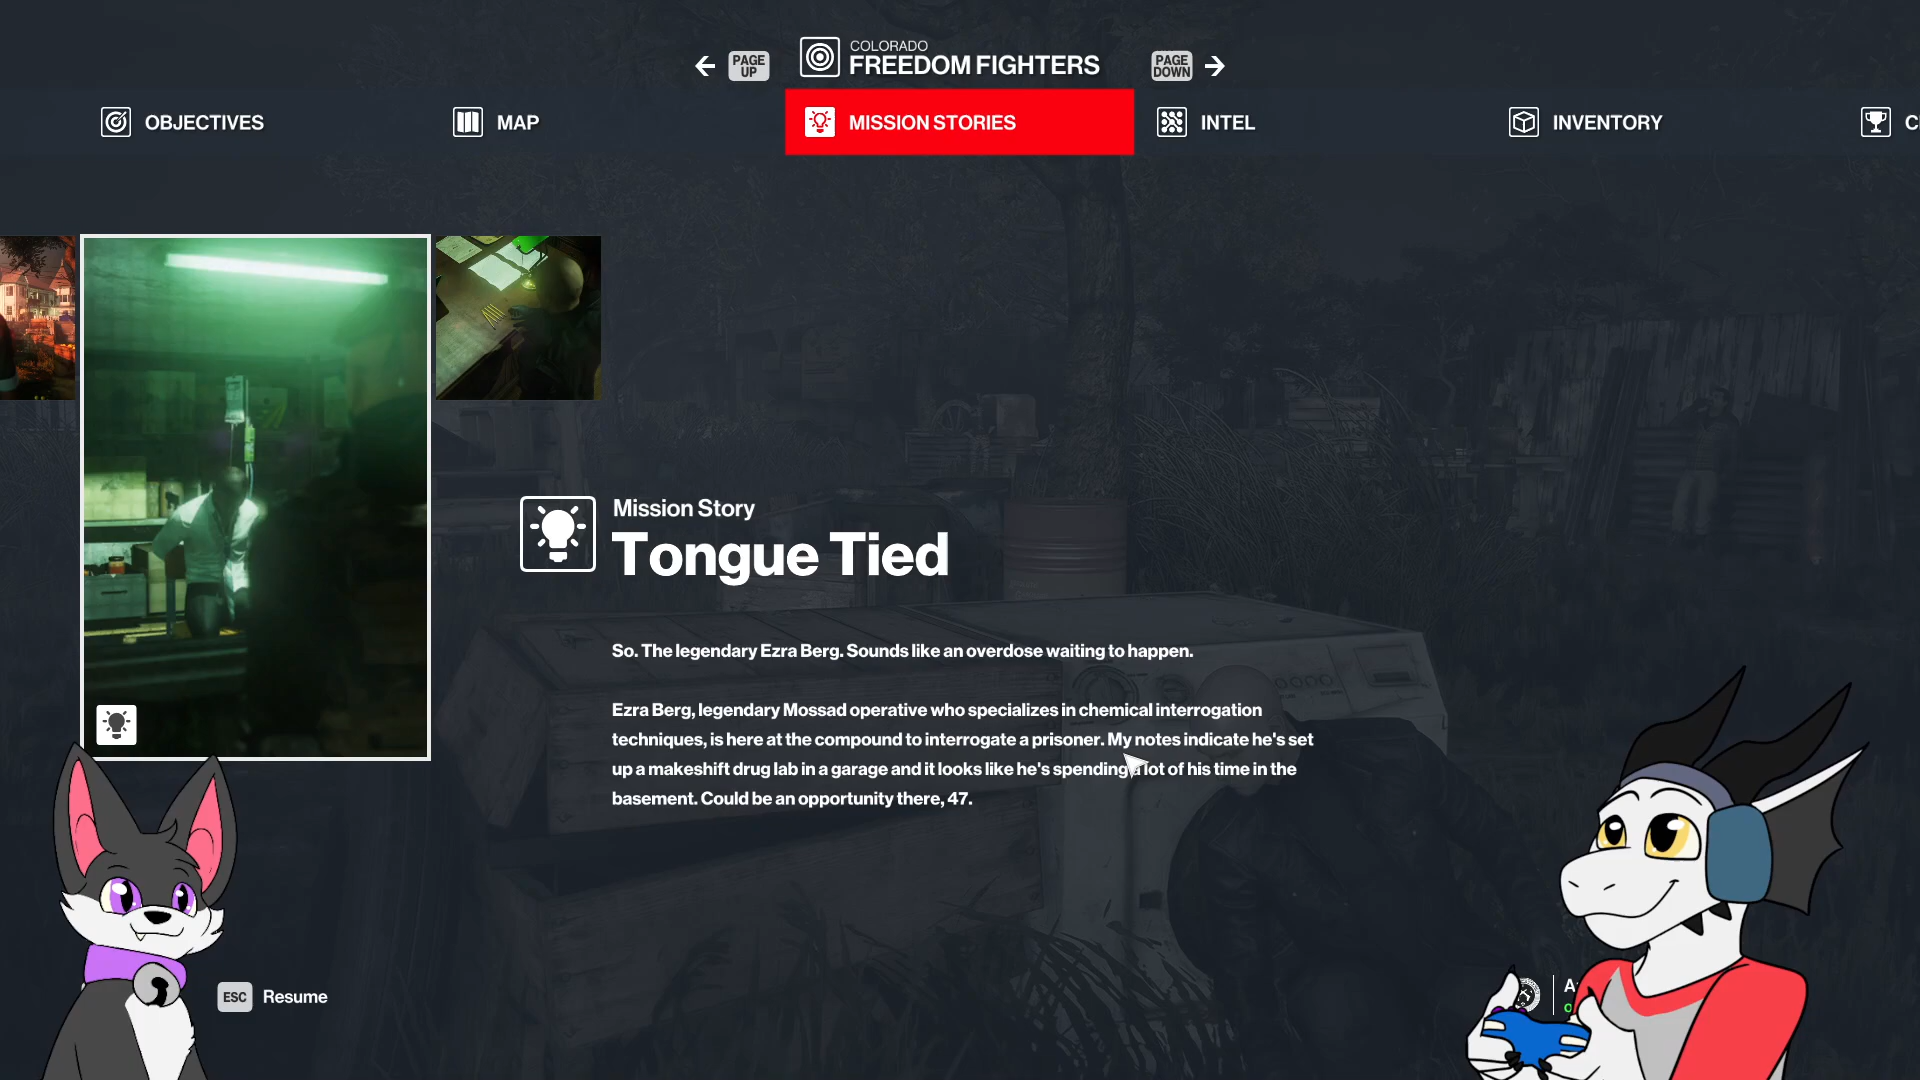 COLORADO
FREEDOM FIGHTERS
PAGE UP
PAGE DOWN
OBJECTIVES
MAP
MISSION STORIES
INTEL
INVENTORY
C
Mission Story
Tongue Tied
So. The legendary Ezra Berg. Sounds like an overdose waiting to happen.
Ezra Berg, legendary Mossad operative who specializes in chemical interrogation
techniques, is here at the compound to interrogate a prisoner. My notes indicate he's set
up a makeshift drug lab in a garage and it looks like he's spending a lot of his time in the
basement. Could be an opportunity there, 47.
ESC Resume
A